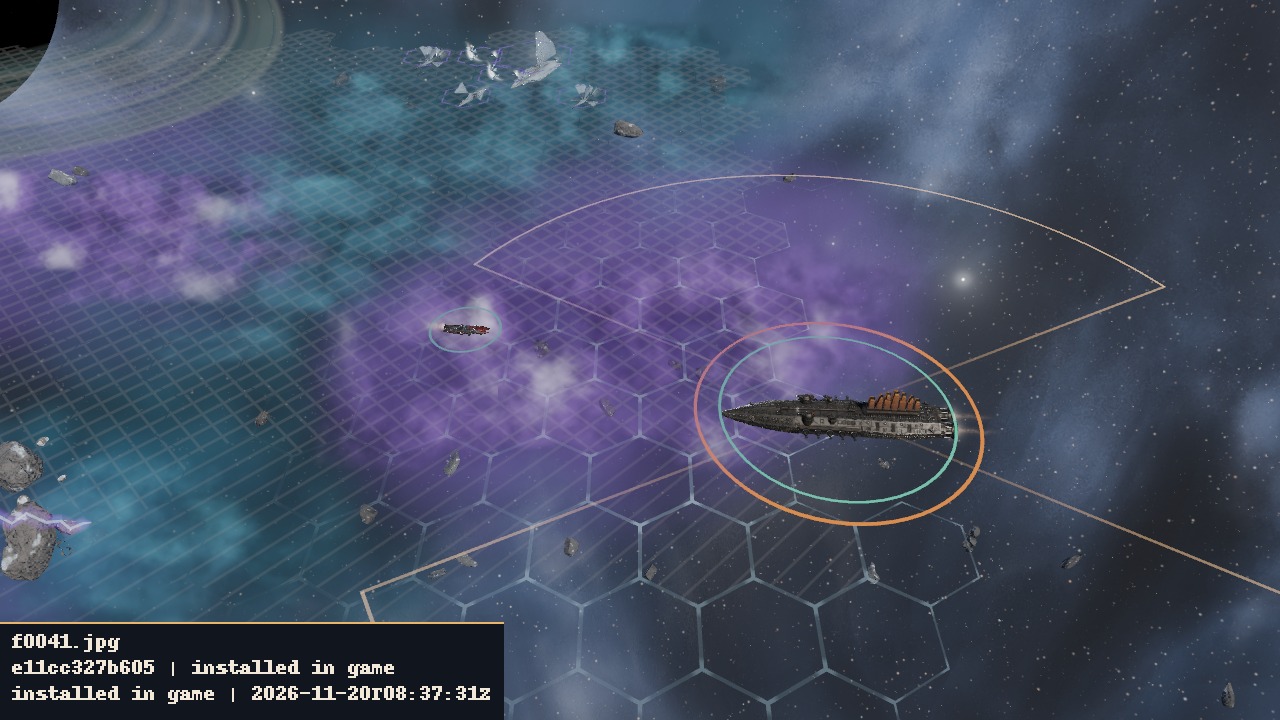 f0041.jpg
e11cc327b605 | installed in game
installed in game | 2026-11-20T08:37:31Z